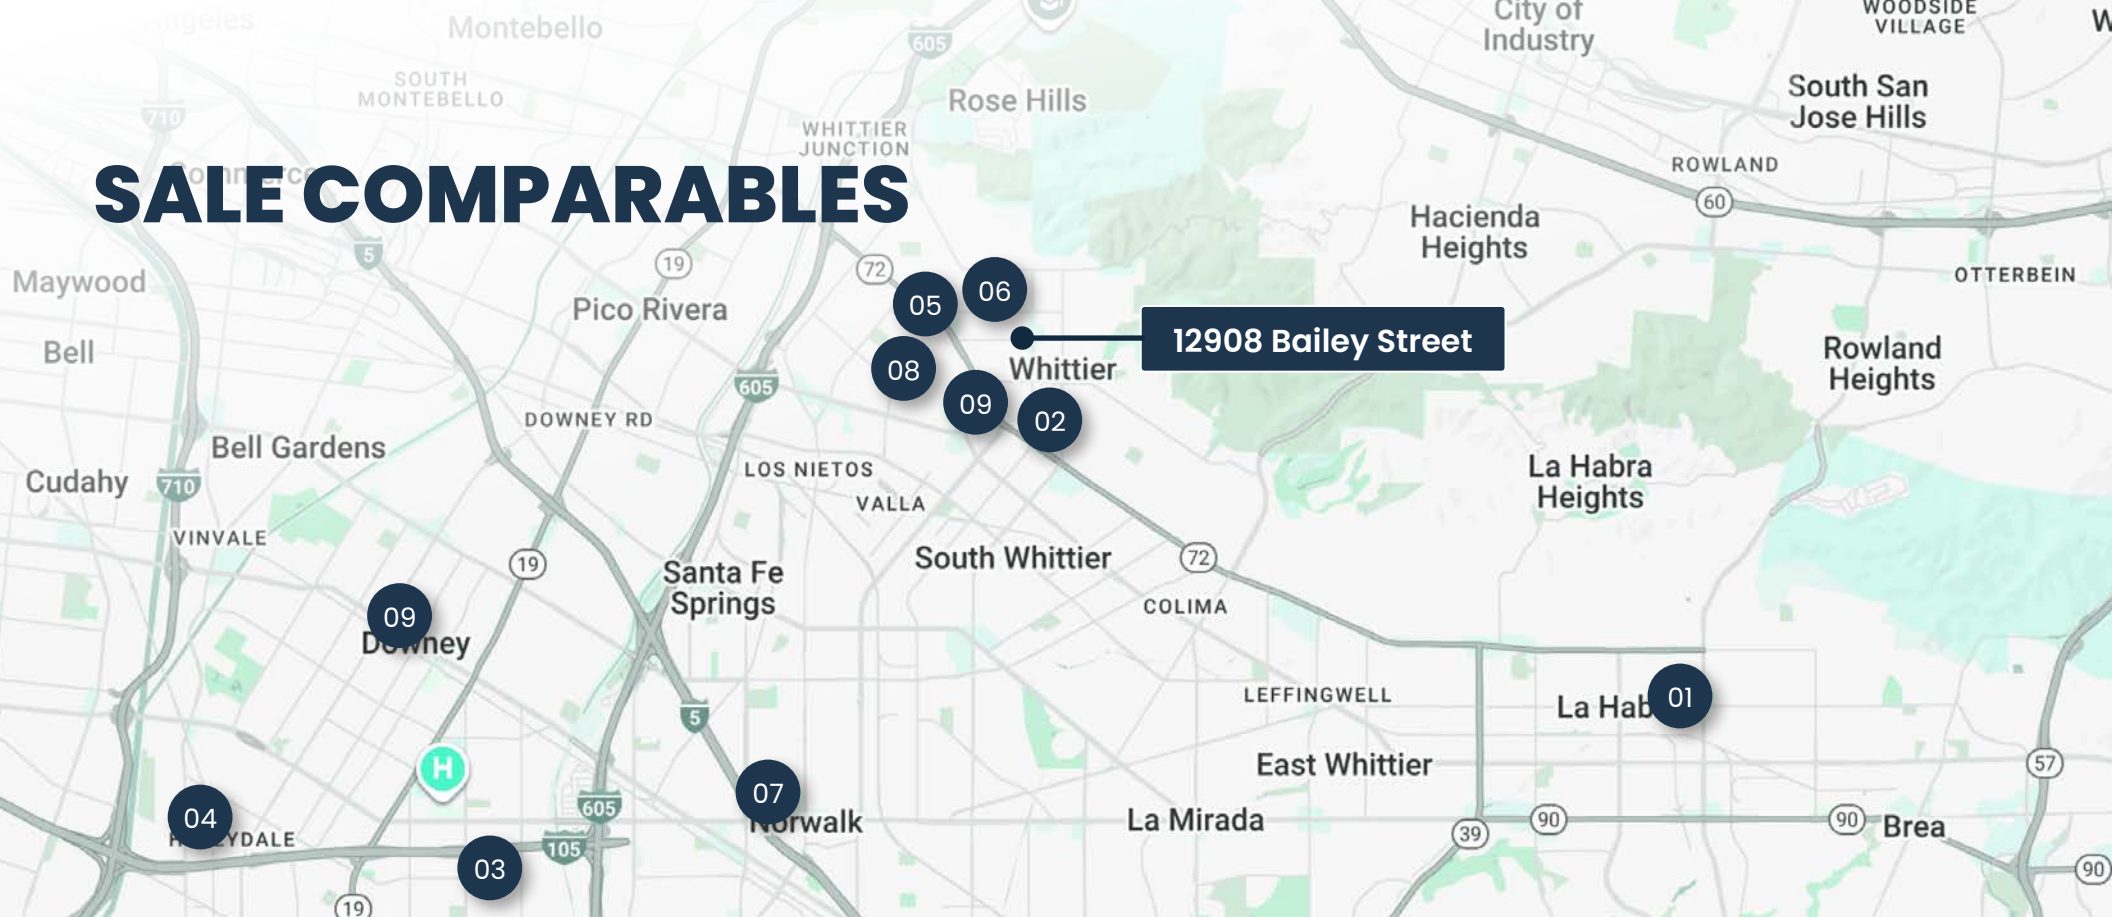 Montebello
City of
Industry
WOODSIDE
VILLAGE
605
SOUTH
MONTEBELLO
Rose Hills
South San
Jose Hills
710
WHITTIER
JUNCTION
ROWLAND
SALE COMPARABLES
60
Hacienda
Heights
5
19
72
OTTERBEIN
Maywood
Pico Rivera
05
06
12908 Bailey Street
Bell
08
Whittier
Rowland
Heights
605
09
02
DOWNEY RD
Bell Gardens
LOS NIETOS
La Habra
Heights
Cudahy
710
VALLA
VINVALE
19
South Whittier
72
Santa Fe
Springs
COLIMA
09
Downey
LEFFINGWELL
La Hab
01
5
H
East Whittier
57
07
Norwalk
04
YDALE
605
La Mirada
39
90
90
Brea
105
03
90
19